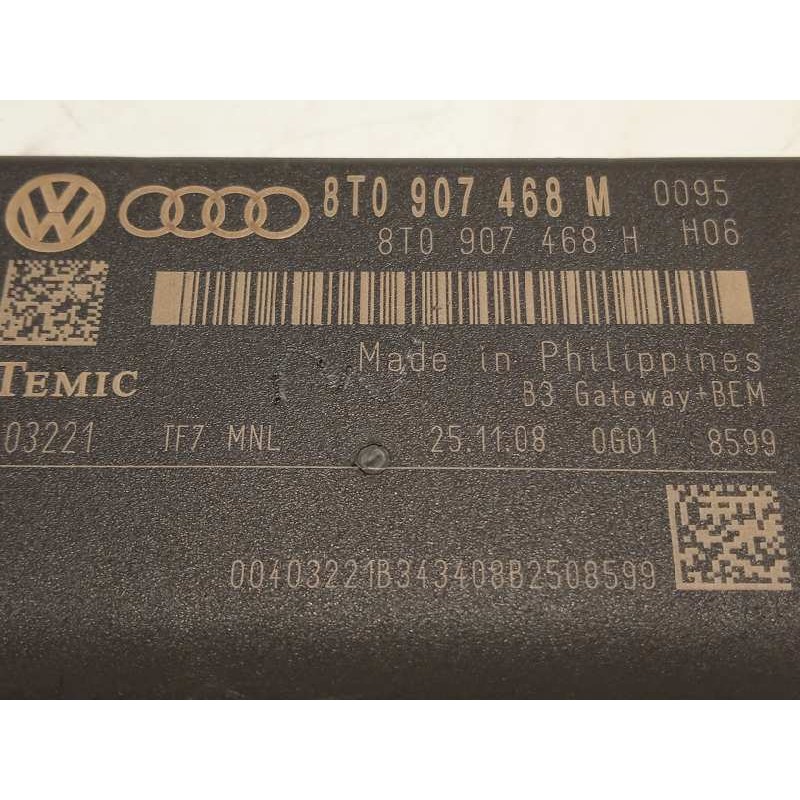 8T0 907 468 M 0095
8T0 907 468 H H06
Made in Philippines
TEMIC
B3 Gateway+BEM
03221 TF7 MNL 25.11.08 0G01 8599
00403221B343408B2508599